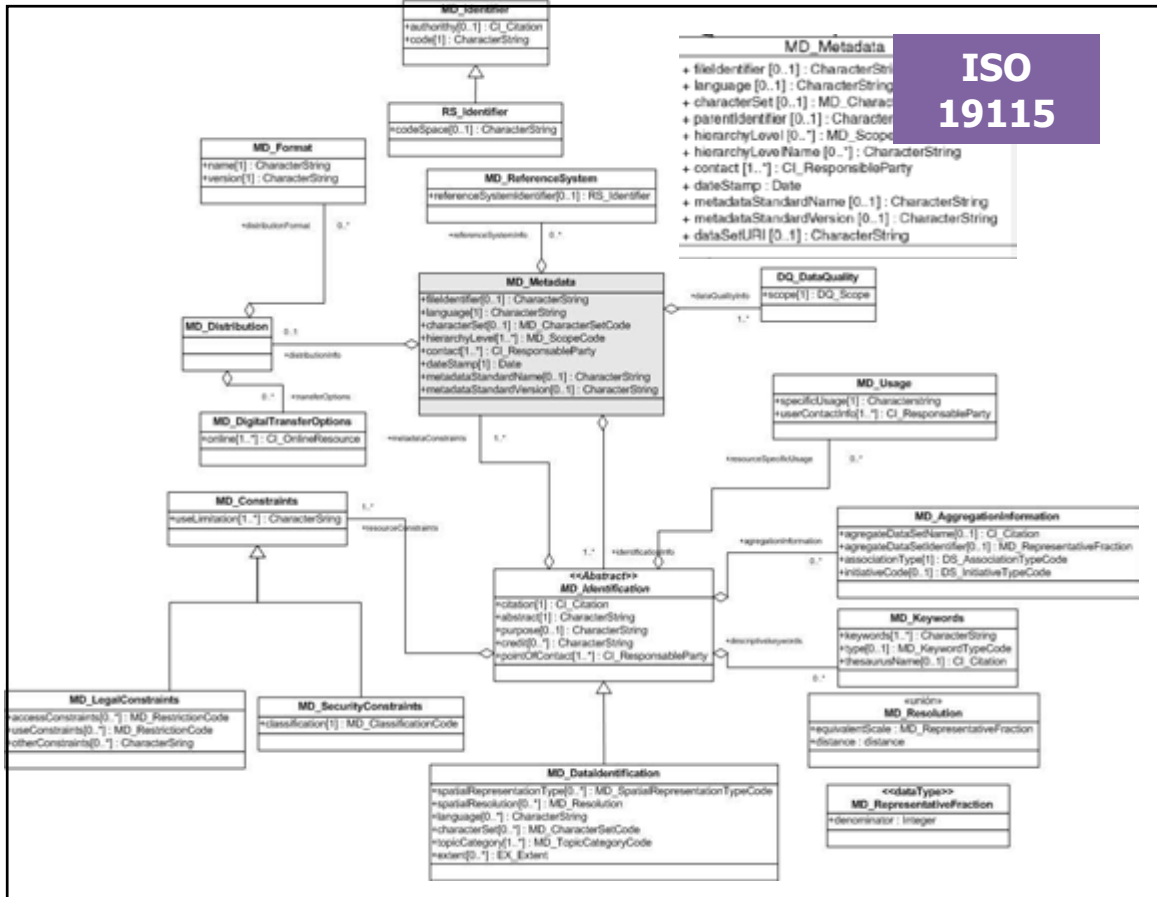 MD_Identifier
+authorithy[0..1] : CI_Citation
+code[1] : CharacterString
RS_Identifier
+codeSpace[0..1] : CharacterString
MD_Metadata
+ fileIdentifier [0..1] : CharacterStri
+ language [0..1] : CharacterString
+ characterSet [0..1] : MD_Charac
+ parentIdentifier [0..1] : Characte
+ hierarchyLevel [0..*] : MD_Scope
+ hierarchyLevelName [0..*] : CharacterString
+ contact [1..*] : CI_ResponsibleParty
+ dateStamp : Date
+ metadataStandardName [0..1] : CharacterString
+ metadataStandardVersion [0..1] : CharacterString
+ dataSetURI [0..1] : CharacterString
ISO
19115
MD_Format
+name[1] : CharacterString
+version[1] : CharacterString
MD_ReferenceSystem
+referenceSystemIdentifier[0..1] : RS_Identifier
+distributionFormat 0..*
+referenceSystemInfo 0..*
MD_Metadata
+fileIdentifier[0..1] : CharacterString
+language[1] : CharacterString
+characterSet[0..1] : MD_CharacterSetCode
+hierarchyLevel[1..*] : MD_ScopeCode
+contact[1..*] : CI_ResponsableParty
+dateStamp[1] : Date
+metadataStandardName[0..1] : CharacterString
+metadataStandardVersion[0..1] : CharacterString
DQ_DataQuality
+scope[1] : DQ_Scope
+dataQualityInfo
1..*
MD_Distribution
0..1
+distributionInfo
0..* +transferOptions
MD_DigitalTransferOptions
+online[1..*] : CI_OnlineResource
MD_Usage
+specificUsage[1] : Characterstring
+userContactInfo[1..*] : CI_ResponsableParty
+metadataConstraints 1..*
+resourceSpecificUsage 0..*
MD_Constraints
+useLimitation[1..*] : CharacterSring
1..*
+resourceConstraints
MD_AggregationInformation
+agregateDataSetName[0..1] : CI_Citation
+agregateDataSetIdentifier[0..1] : MD_RepresentativeFraction
+associationType[1] : DS_AssociationTypeCode
+initiativeCode[0..1] : DS_InitiativeTypeCode
+agregationInformation
0..*
1..* +identificationInfo
<<Abstract>>
MD_Identification
+citation[1] : CI_Citation
+abstract[1] : CharacterString
+purpose[0..1] : CharacterString
+credit[0..*] : CharacterString
+pointOfContact[1..*] : CI_ResponsableParty
MD_Keywords
+keywords[1..*] : CharacterString
+type[0..1] : MD_KeywordTypeCode
+thesaurusName[0..1] : CI_Citation
+descriptivekeywords
0..*
MD_LegalConstraints
+accessConstraints[0..*] : MD_RestrictionCode
+useConstraints[0..*] : MD_RestrictionCode
+otherConstraints[0..*] : CharacterSring
MD_SecurityConstraints
+classification[1] : MD_ClassificationCode
«unión»
MD_Resolution
+equivalentScale : MD_RepresentativeFraction
+distance : distance
MD_DataIdentification
+spatialRepresentationType[0..*] : MD_SpatialRepresentationTypeCode
+spatialResolution[0..*] : MD_Resolution
+language[0..*] : CharacterString
+characterSet[0..*] : MD_CharacterSetCode
+topicCategory[1..*] : MD_TopicCategoryCode
+extent[0..*] : EX_Extent
<<dataType>>
MD_RepresentativeFraction
+denominator : Integer